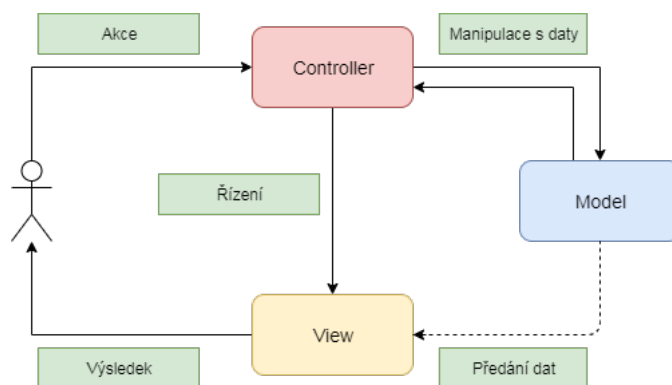 Akce
Manipulace s daty
Controller
Řízení
Model
View
Výsledek
Předání dat